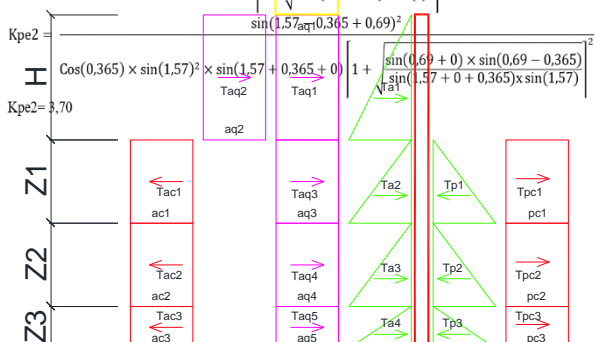 sin(1,57−0,365 + 0,69)²
aq1
Kpe2 =
Cos(0,365) × sin(1,57)² × sin(1,57 + 0,365 + 0) [1 + √ sin(0,69 + 0) × sin(0,69 − 0,365) / sin(1,57 + 0 + 0,365)x sin(1,57) ]²
H
Taq2 Taq1 Ta1
Kpe2= 3,70
aq2
Z1
Tac1 Taq3 Ta2 Tp1 Tpc1
ac1 aq3 pc1
Z2
Tac2 Taq4 Ta3 Tp2 Tpc2
ac2 aq4 pc2
Z3
Tac3 Taq5 Ta4 Tp3 Tpc3
ac3 aq5 pc3